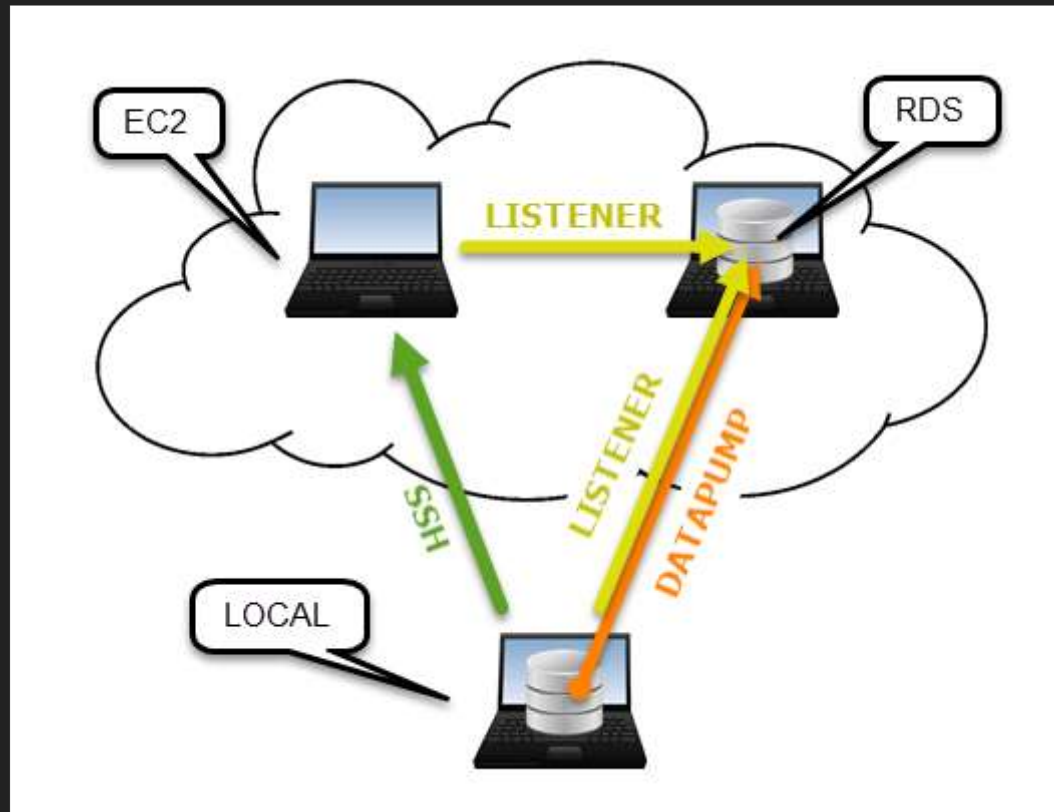 EC2
RDS
LISTENER
LISTENER
DATAPUMP
SSH
LOCAL